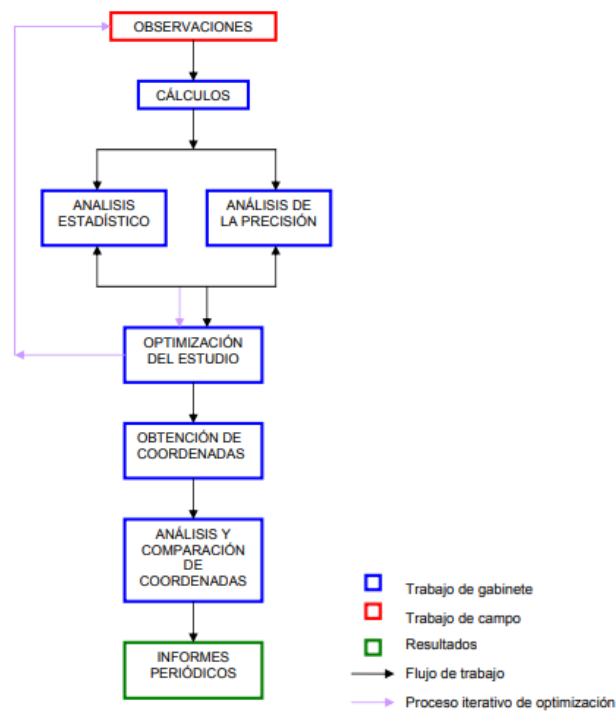 OBSERVACIONES
CÁLCULOS
ANALISIS
ESTADÍSTICO
ANÁLISIS DE
LA PRECISIÓN
OPTIMIZACIÓN
DEL ESTUDIO
OBTENCIÓN DE
COORDENADAS
ANÁLISIS Y
COMPARACIÓN
DE
COORDENADAS
INFORMES
PERIÓDICOS
Trabajo de gabinete
Trabajo de campo
Resultados
Flujo de trabajo
Proceso iterativo de optimización